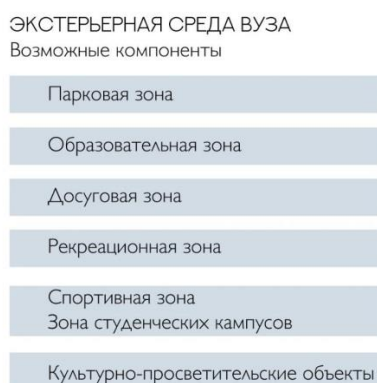 ЭКСТЕРЬЕРНАЯ СРЕДА ВУЗА
Возможные компоненты
Парковая зона
Образовательная зона
Досуговая зона
Рекреационная зона
Спортивная зона
Зона студенческих кампусов
Культурно-просветительские объекты